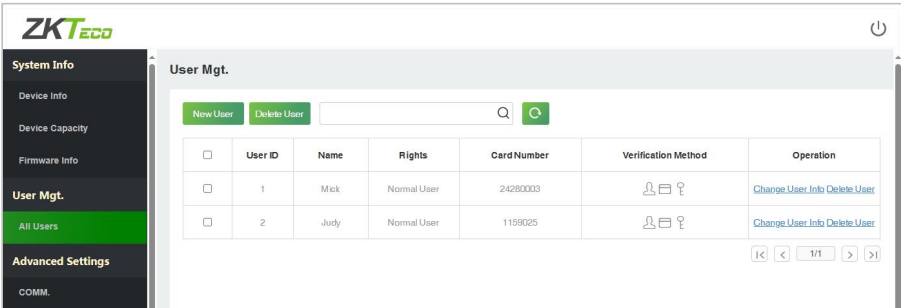 ZKTECO
System Info
Device Info
Device Capacity
Firmware Info
User Mgt.
All Users
Advanced Settings
COMM.
User Mgt.
New User Delete User
User ID Name Rights Card Number Verification Method Operation
1 Mick Normal User 24280003 Change User Info Delete User
2 Judy Normal User 1159025 Change User Info Delete User
1/1